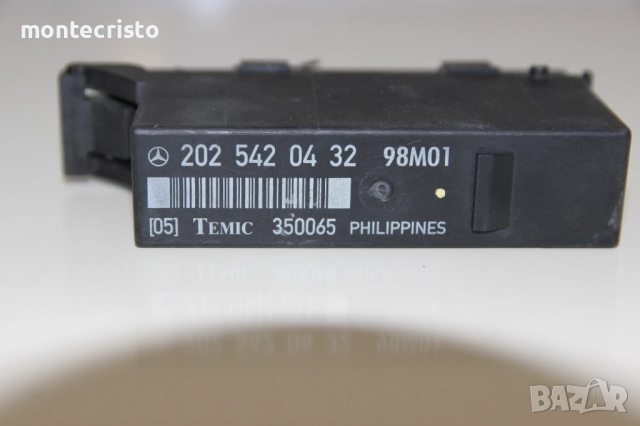 montecristo
202 542 04 32 98M01
[05] TEMIC 350065 PHILIPPINES
BAZAR